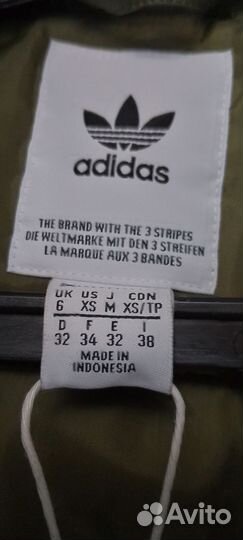 adidas
THE BRAND WITH THE 3 STRIPES
DIE WELTMARKE MIT DEN 3 STREIFEN
LA MARQUE AUX 3 BANDES
UK US J CDN
6 XS M XS/TP
D F E I
32 34 32 38
MADE IN
INDONESIA
Avito